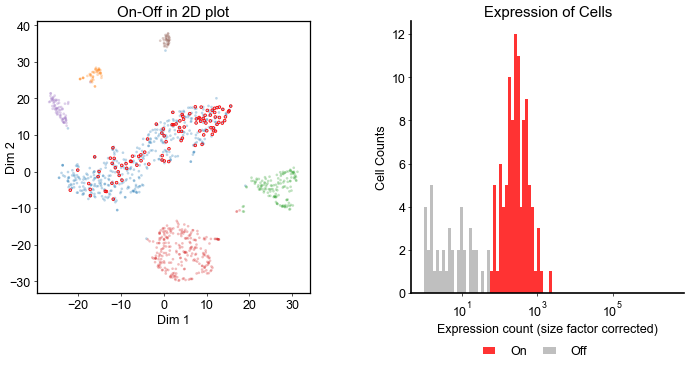 On-Off in 2D plot
Expression of Cells
40
30
20
10
0
−10
−20
−30
Dim 2
−20 −10 0 10 20 30
Dim 1
12
10
8
6
4
2
0
Cell Counts
10¹ 10³ 10⁵
Expression count (size factor corrected)
On Off